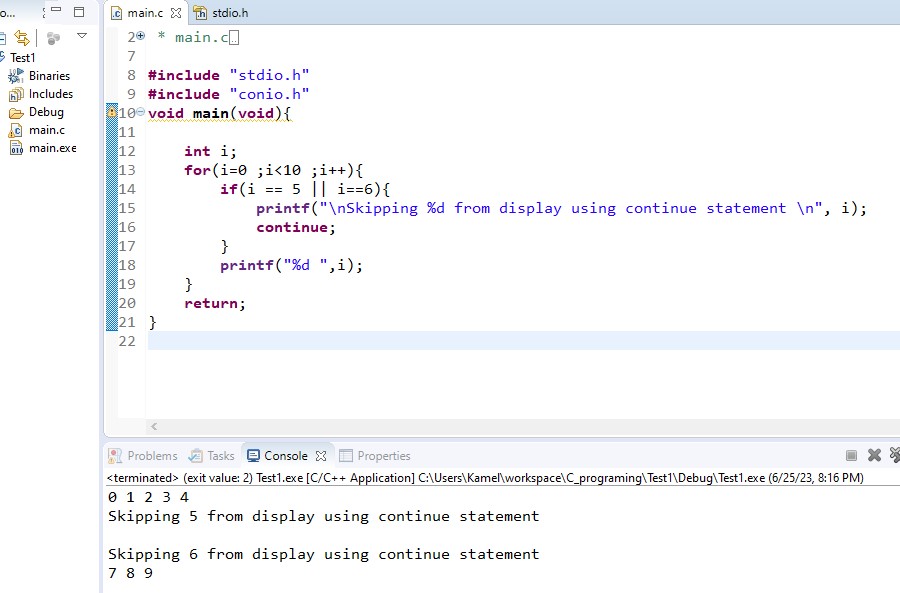 o...
main.c
stdio.h
Test1
Binaries
Includes
Debug
main.c
main.exe
2 * main.c
7
8 #include "stdio.h"
9 #include "conio.h"
10 void main(void){
11
12 int i;
13 for(i=0 ;i<10 ;i++){
14 if(i == 5 || i==6){
15 printf("\nSkipping %d from display using continue statement \n", i);
16 continue;
17 }
18 printf("%d ",i);
19 }
20 return;
21 }
22
Problems Tasks Console Properties
<terminated> (exit value: 2) Test1.exe [C/C++ Application] C:\Users\Kamel\workspace\C_programing\Test1\Debug\Test1.exe (6/25/23, 8:16 PM)
0 1 2 3 4
Skipping 5 from display using continue statement
Skipping 6 from display using continue statement
7 8 9